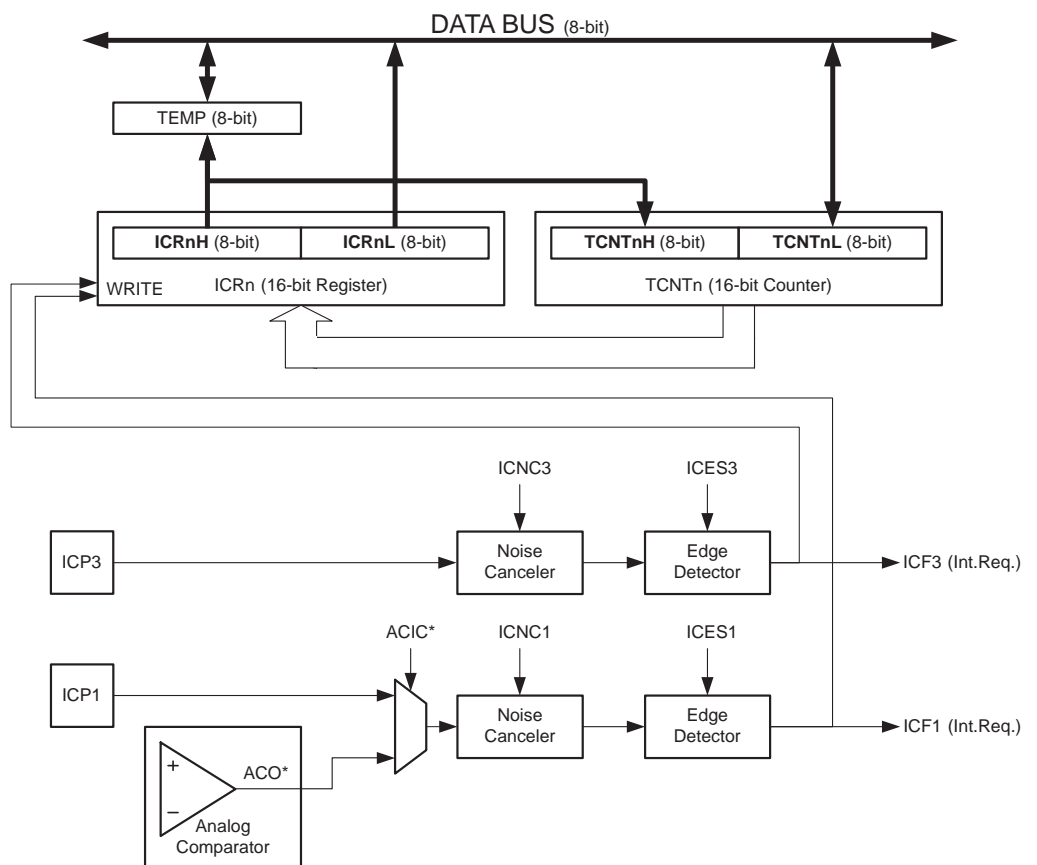 DATA BUS (8-bit)
TEMP (8-bit)
ICRnH (8-bit) ICRnL (8-bit)
WRITE ICRn (16-bit Register)
TCNTnH (8-bit) TCNTnL (8-bit)
TCNTn (16-bit Counter)
ICNC3 ICES3
ICP3
Noise
Canceler
Edge
Detector
ICF3 (Int.Req.)
ACIC* ICNC1 ICES1
ICP1
Noise
Canceler
Edge
Detector
ICF1 (Int.Req.)
+
−
ACO*
Analog
Comparator